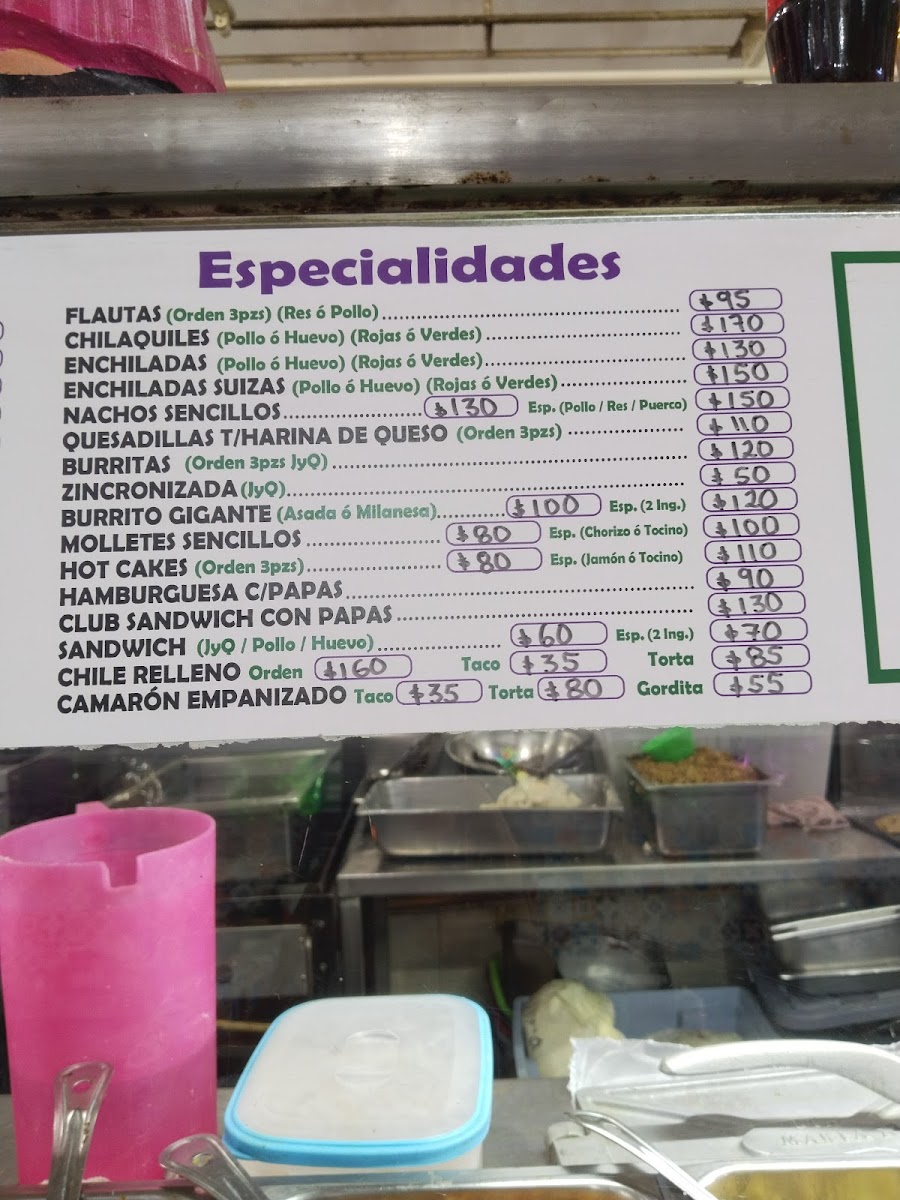 Especialidades
FLAUTAS (Orden 3pzs) (Res ó Pollo)........ $95
CHILAQUILES (Pollo ó Huevo) (Rojas ó Verdes)........ $170
ENCHILADAS (Pollo ó Huevo) (Rojas ó Verdes)........ $130
ENCHILADAS SUIZAS (Pollo ó Huevo) (Rojas ó Verdes)........ $150
NACHOS SENCILLOS........ $130 Esp. (Pollo / Res / Puerco) $150
QUESADILLAS T/HARINA DE QUESO (Orden 3pzs)........ $110
BURRITAS (Orden 3pzs JyQ)........ $120
ZINCRONIZADA (JyQ)........ $50
BURRITO GIGANTE (Asada ó Milanesa)........ $100 Esp. (2 Ing.) $120
MOLLETES SENCILLOS........ $80 Esp. (Chorizo ó Tocino) $100
HOT CAKES (Orden 3pzs)........ $80 Esp. (Jamón ó Tocino) $110
HAMBURGUESA C/PAPAS........ $90
CLUB SANDWICH CON PAPAS........ $130
SANDWICH (JyQ / Pollo / Huevo)........ $60 Esp. (2 Ing.) $70
CHILE RELLENO Orden $160 Taco $35 Torta $85
CAMARÓN EMPANIZADO Taco $35 Torta $80 Gordita $55